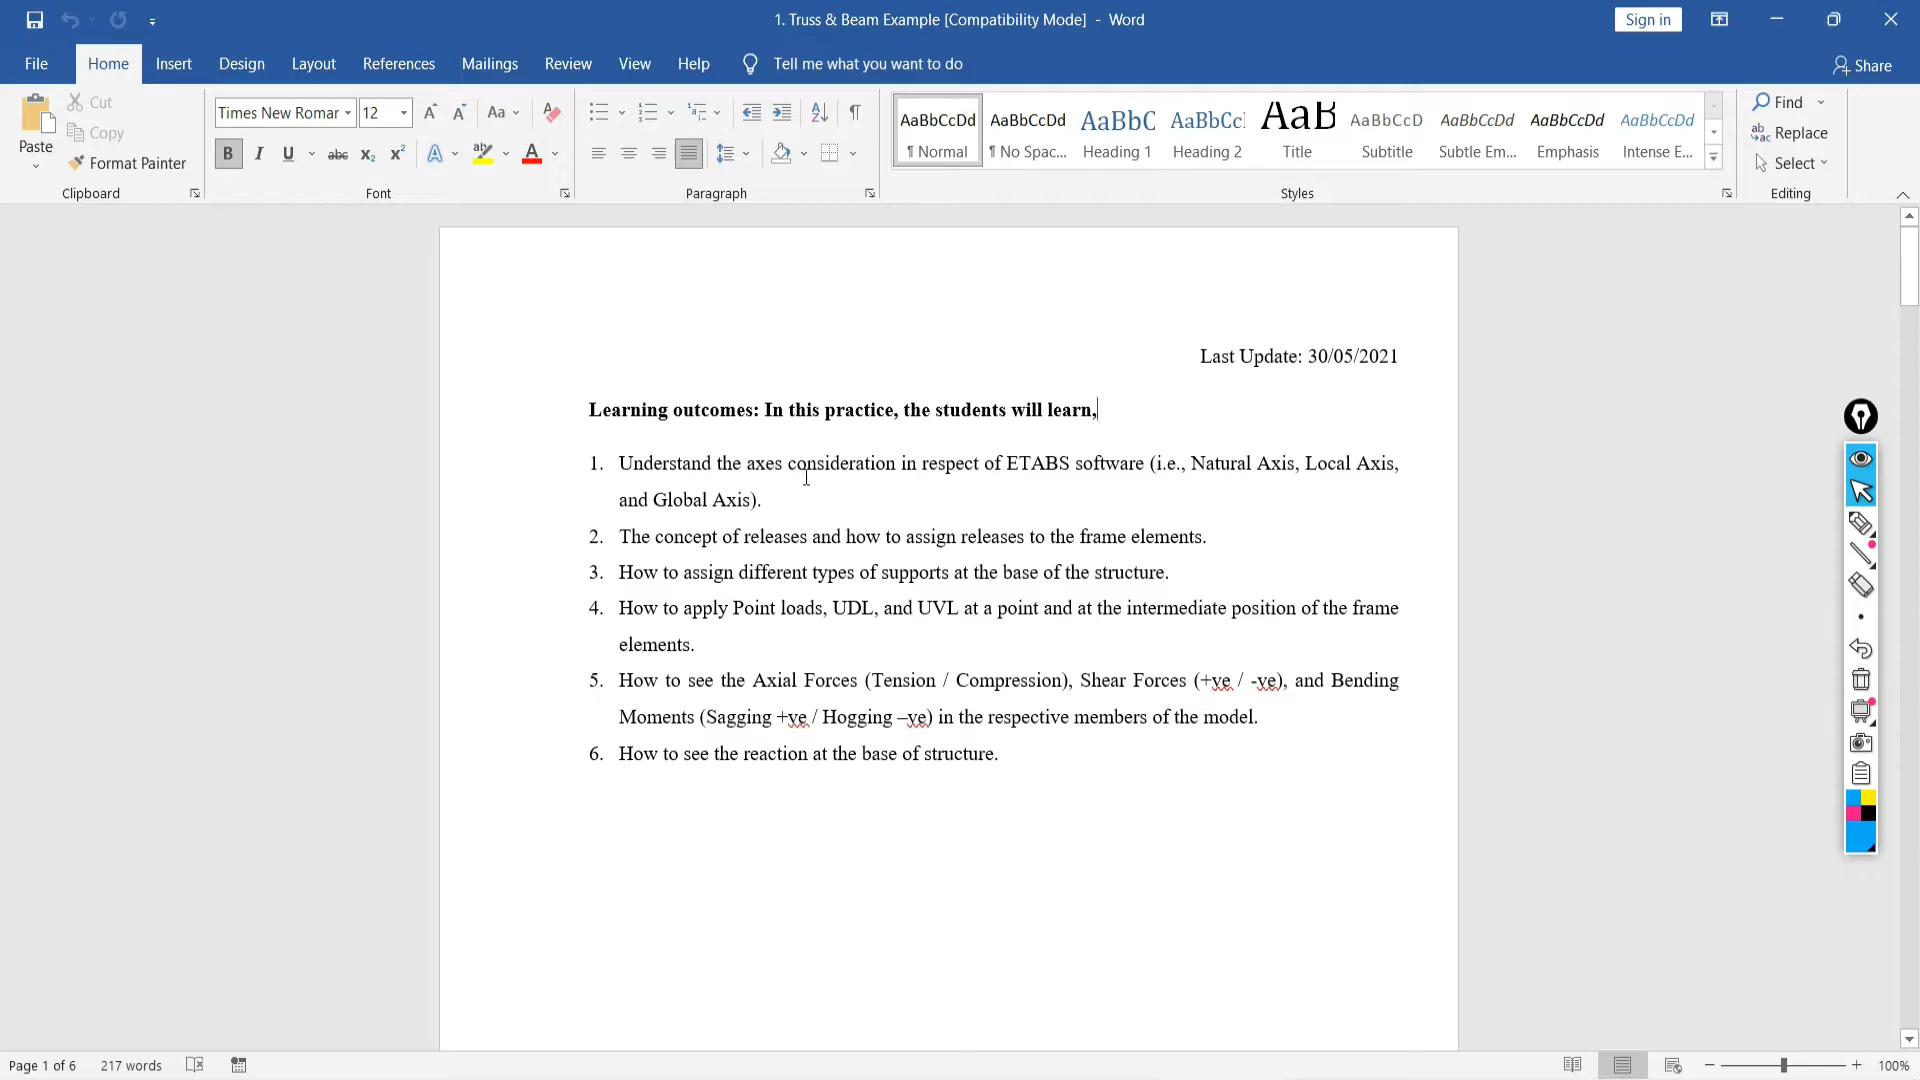 1. Truss & Beam Example [Compatibility Mode] - Word
Sign in
File Home Insert Design Layout References Mailings Review View Help Tell me what you want to do
Share
Paste
Cut
Copy
Format Painter
Clipboard
Times New Romar 12
Aa
B I U abc x₂ x² A ab A
Font
Paragraph
AaBbCcDd AaBbCcDd AaBbC AaBbCc AaB AaBbCcD AaBbCcDd AaBbCcDd AaBbCcDd
¶ Normal ¶ No Spac... Heading 1 Heading 2 Title Subtitle Subtle Em... Emphasis Intense E...
Styles
Find
Replace
Select
Editing
Last Update: 30/05/2021
Learning outcomes: In this practice, the students will learn,
1. Understand the axes consideration in respect of ETABS software (i.e., Natural Axis, Local Axis,
and Global Axis).
2. The concept of releases and how to assign releases to the frame elements.
3. How to assign different types of supports at the base of the structure.
4. How to apply Point loads, UDL, and UVL at a point and at the intermediate position of the frame
elements.
5. How to see the Axial Forces (Tension / Compression), Shear Forces (+ve / -ve), and Bending
Moments (Sagging +ve / Hogging –ve) in the respective members of the model.
6. How to see the reaction at the base of structure.
Page 1 of 6 217 words
100%